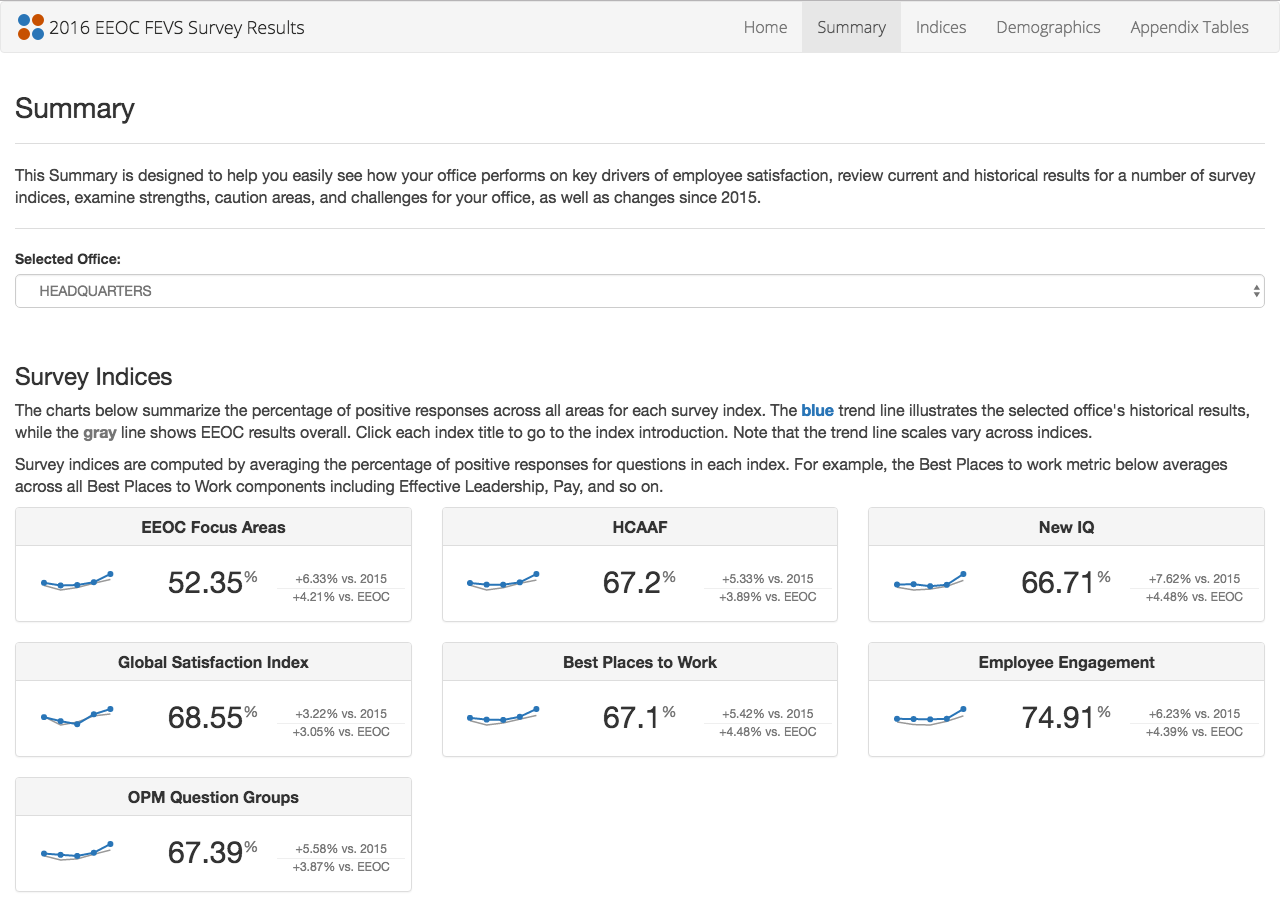 2016 EEOC FEVS Survey Results
Home
Summary
Indices
Demographics
Appendix Tables
Summary
This Summary is designed to help you easily see how your office performs on key drivers of employee satisfaction, review current and historical results for a number of survey
indices, examine strengths, caution areas, and challenges for your office, as well as changes since 2015.
Selected Office:
HEADQUARTERS
Survey Indices
The charts below summarize the percentage of positive responses across all areas for each survey index. The blue trend line illustrates the selected office's historical results,
while the gray line shows EEOC results overall. Click each index title to go to the index introduction. Note that the trend line scales vary across indices.
Survey indices are computed by averaging the percentage of positive responses for questions in each index. For example, the Best Places to work metric below averages
across all Best Places to Work components including Effective Leadership, Pay, and so on.
EEOC Focus Areas
52.35%
+6.33% vs. 2015
+4.21% vs. EEOC
HCAAF
67.2%
+5.33% vs. 2015
+3.89% vs. EEOC
New IQ
66.71%
+7.62% vs. 2015
+4.48% vs. EEOC
Global Satisfaction Index
68.55%
+3.22% vs. 2015
+3.05% vs. EEOC
Best Places to Work
67.1%
+5.42% vs. 2015
+4.48% vs. EEOC
Employee Engagement
74.91%
+6.23% vs. 2015
+4.39% vs. EEOC
OPM Question Groups
67.39%
+5.58% vs. 2015
+3.87% vs. EEOC